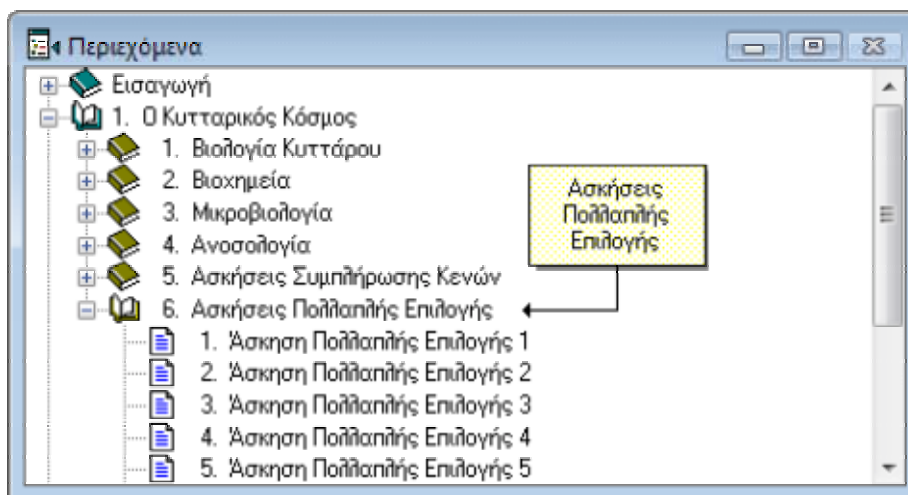 Περιεχόμενα
Εισαγωγή
1. Ο Κυτταρικός Κόσμος
1. Βιολογία Κυττάρου
2. Βιοχημεία
3. Μικροβιολογία
4. Ανοσολογία
5. Ασκήσεις Συμπλήρωσης Κενών
6. Ασκήσεις Πολλαπλής Επιλογής
Ασκήσεις
Πολλαπλής
Επιλογής
1. Άσκηση Πολλαπλής Επιλογής 1
2. Άσκηση Πολλαπλής Επιλογής 2
3. Άσκηση Πολλαπλής Επιλογής 3
4. Άσκηση Πολλαπλής Επιλογής 4
5. Άσκηση Πολλαπλής Επιλογής 5